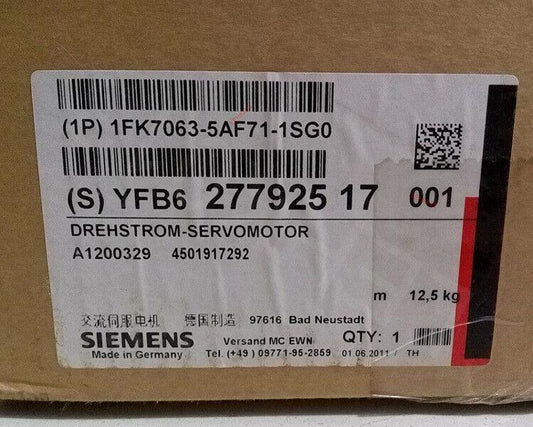 (1P) 1FK7063-5AF71-1SG0
(S) YFB6 277925 17 001
DREHSTROM-SERVOMOTOR
A1200329 4501917292
m 12,5 kg
交流伺服电机 德国制造 97616 Bad Neustadt
SIEMENS Versand MC EWN QTY: 1
Made in Germany Tel. (+49 ) 09771-95-2859 01.06.2011 / TH